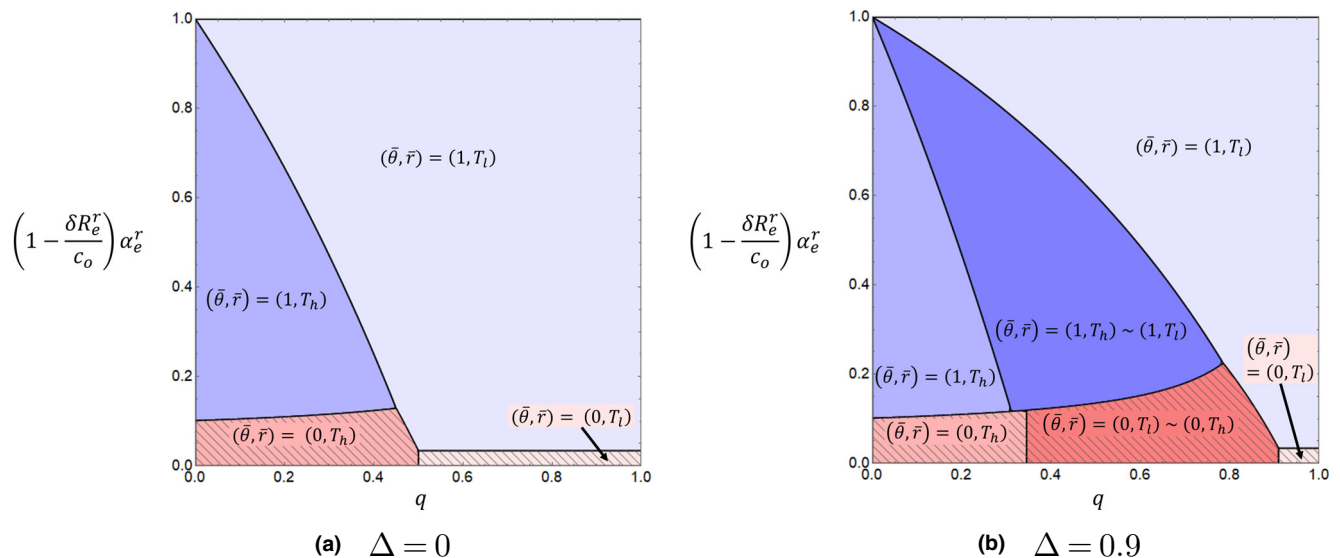 (a)
1.0
0.8
0.6
0.4
0.2
0.0
(1 − δR_e^r / c_o) α_e^r
(θ̄, r̄) = (1, T_l)
(θ̄, r̄) = (1, T_h)
(θ̄, r̄) = (0, T_l)
(θ̄, r̄) = (0, T_h)
0.0 0.2 0.4 0.6 0.8 1.0
q
(a) Δ = 0
(b)
1.0
0.8
0.6
0.4
0.2
0.0
(1 − δR_e^r / c_o) α_e^r
(θ̄, r̄) = (1, T_l)
(θ̄, r̄) = (1, T_h) ~ (1, T_l)
(θ̄, r̄)
= (0, T_l)
(θ̄, r̄) = (1, T_h)
(θ̄, r̄) = (0, T_h)
(θ̄, r̄) = (0, T_l) ~ (0, T_h)
0.0 0.2 0.4 0.6 0.8 1.0
q
(b) Δ = 0.9